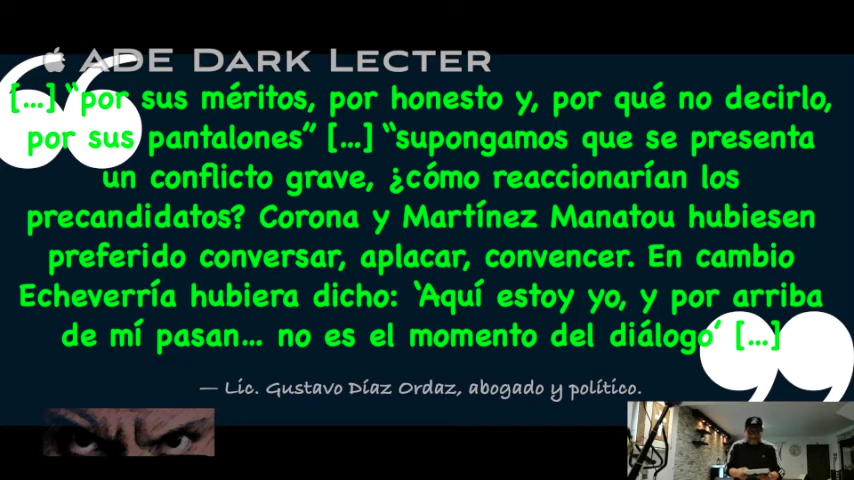 ADE DARK LECTER
[...] “por sus méritos, por honesto y, por qué no decirlo,
por sus pantalones” [...] “supongamos que se presenta
un conflicto grave, ¿cómo reaccionarían los
precandidatos? Corona y Martínez Manatou hubiesen
preferido conversar, aplacar, convencer. En cambio
Echeverría hubiera dicho: ‘Aquí estoy yo, y por arriba
de mí pasan... no es el momento del diálogo’ [...]
— Lic. Gustavo Díaz Ordaz, abogado y político.